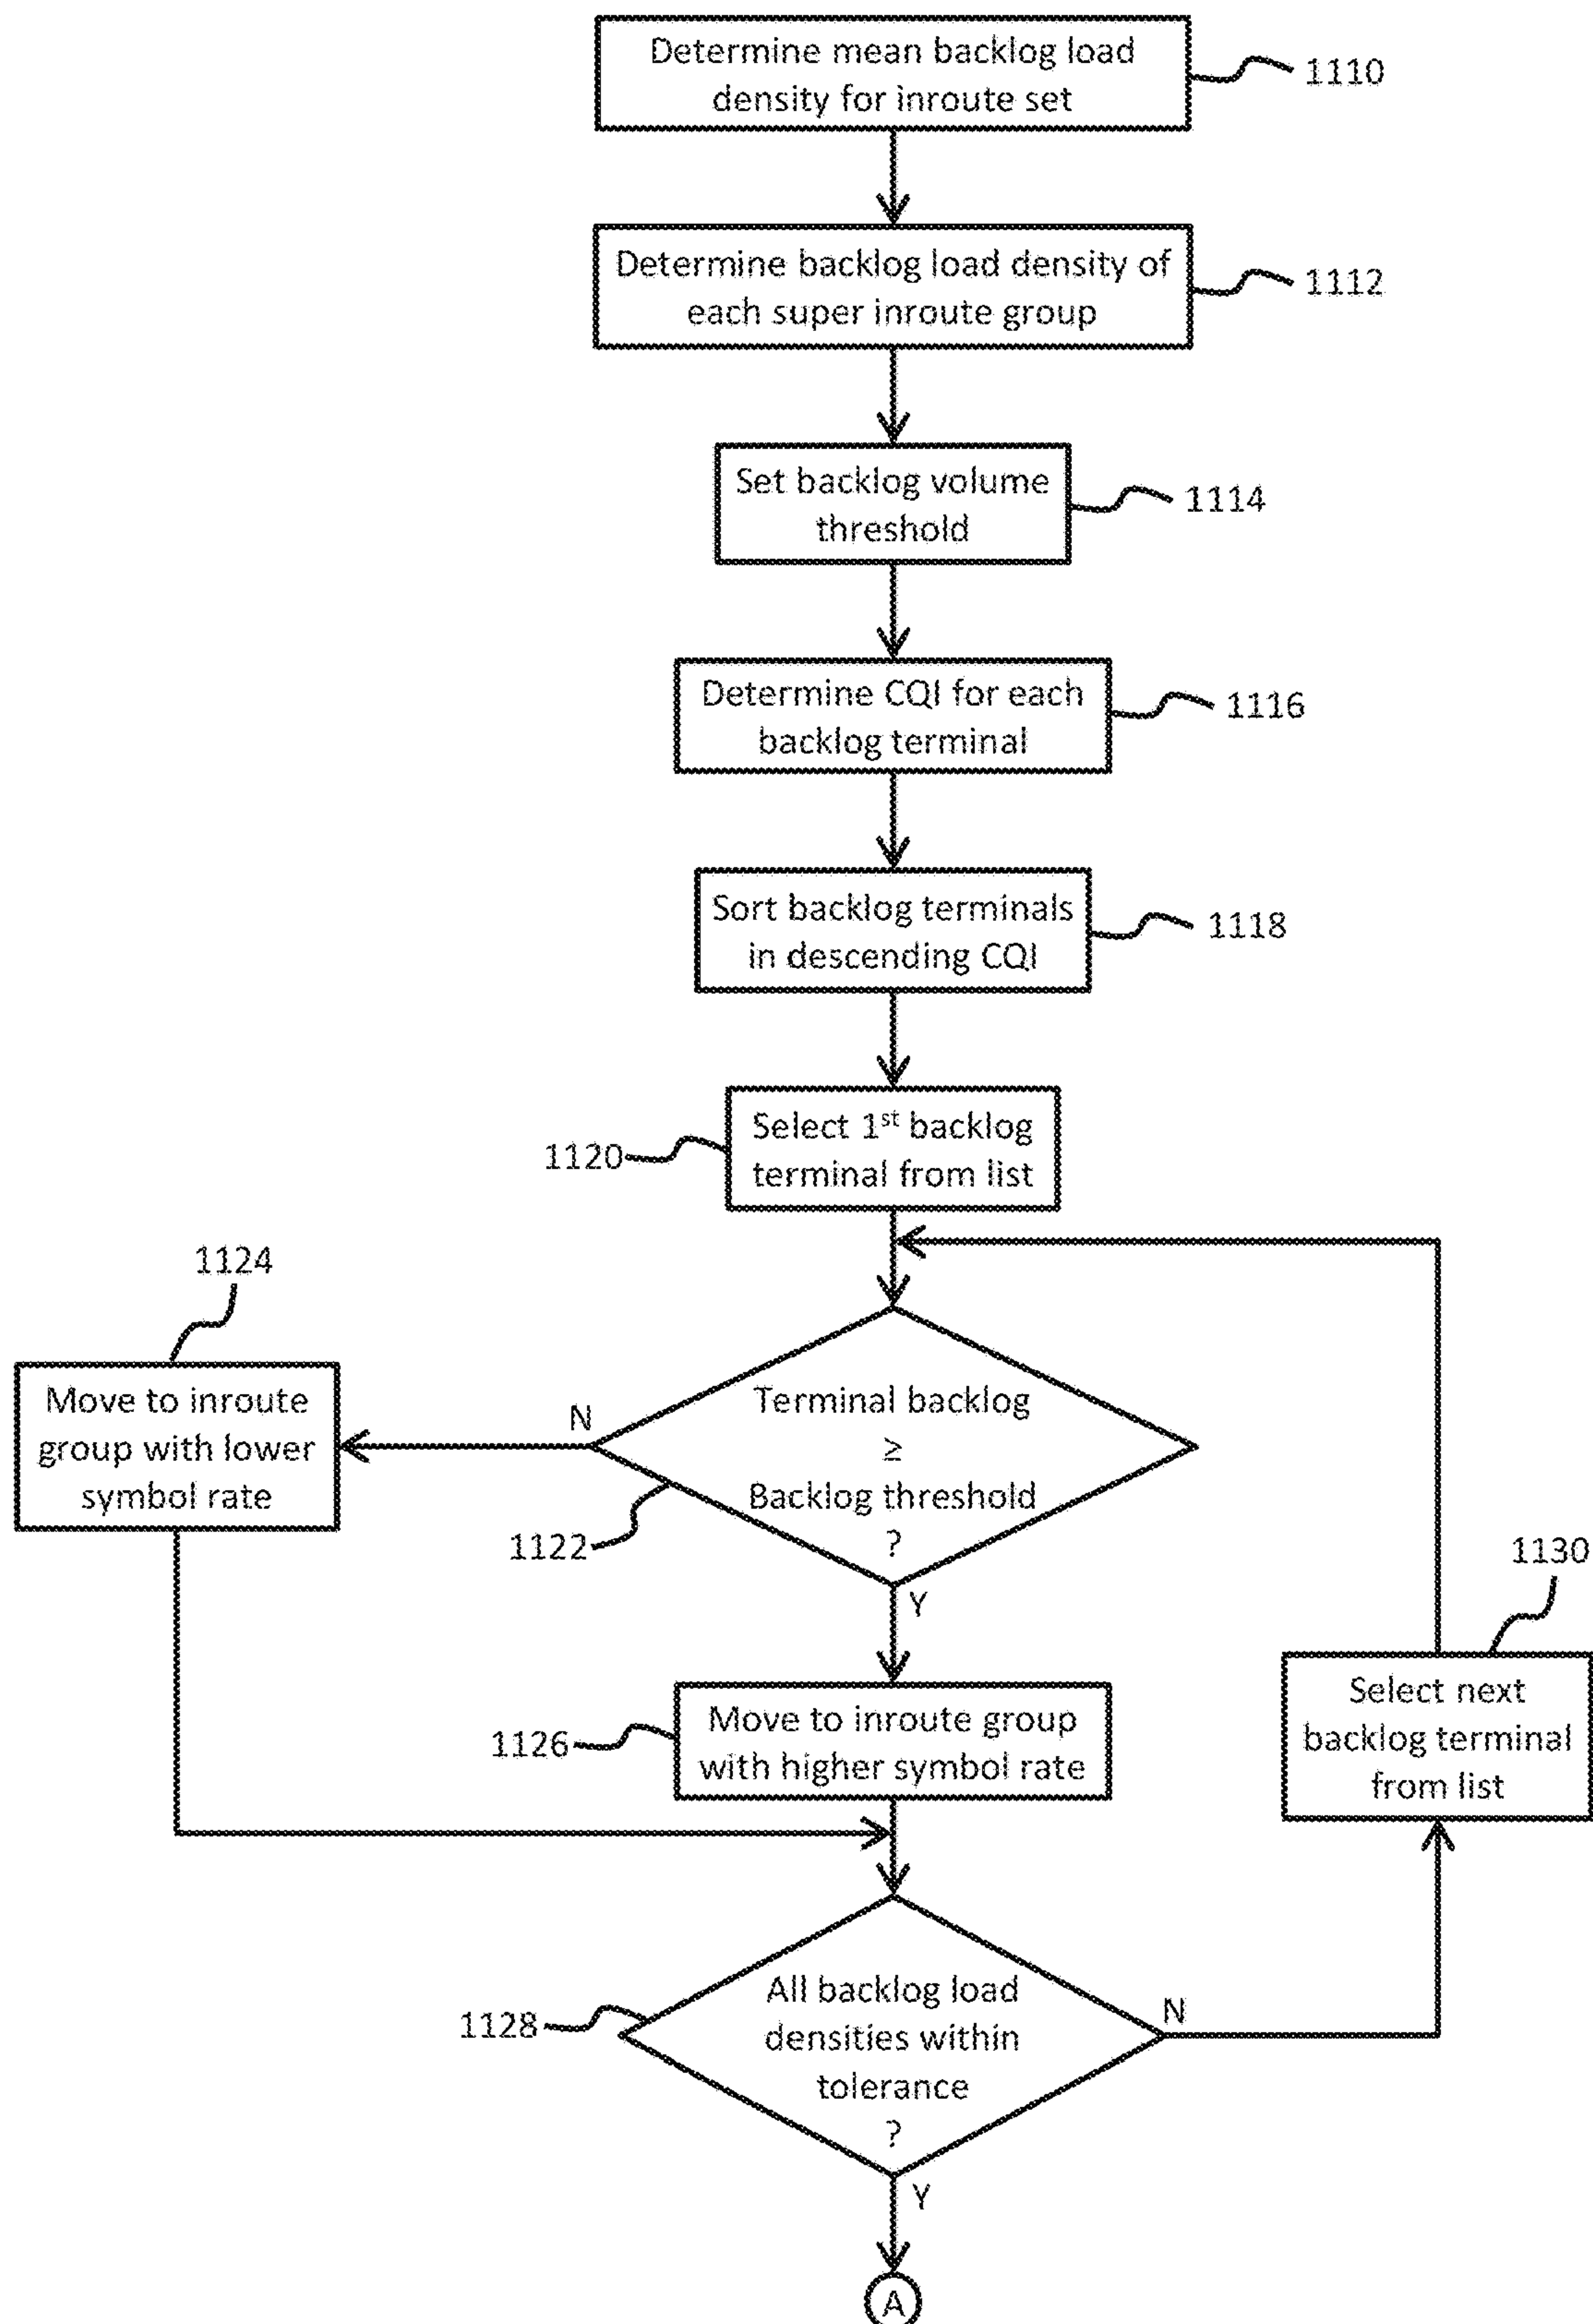 Determine mean backlog load
density for inroute set
1110
Determine backlog load density of
each super inroute group
1112
Set backlog volume
threshold
1114
Determine CQI for each
backlog terminal
1116
Sort backlog terminals
in descending CQI
1118
Select 1st backlog
terminal from list
1120
1124
Move to inroute
group with lower
symbol rate
N
Terminal backlog
≥
Backlog threshold
?
1122
Y
1130
Select next
backlog terminal
from list
Move to inroute group
with higher symbol rate
1126
All backlog load
densities within
tolerance
?
1128
N
Y
A